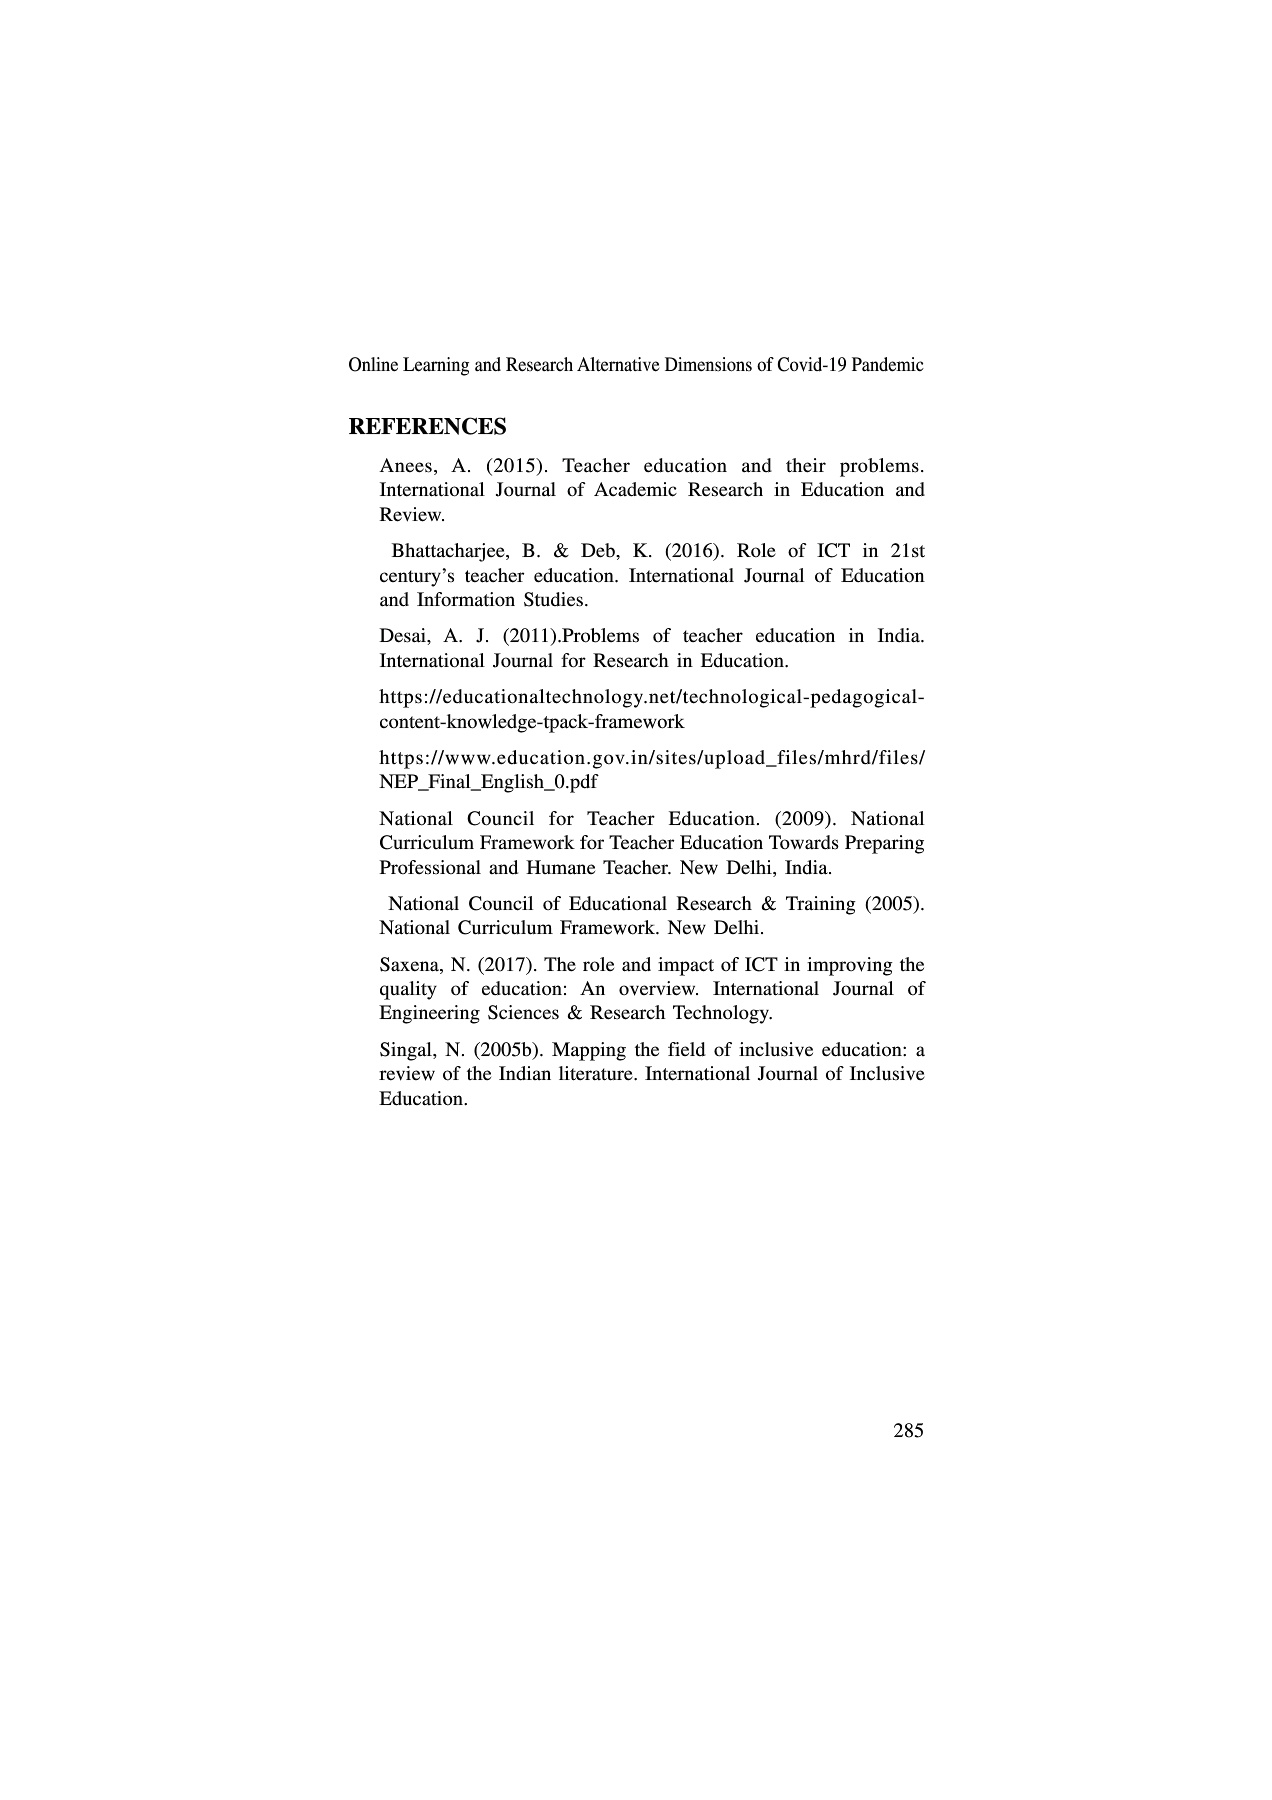 Online Learning and Research Alternative Dimensions of Covid-19 Pandemic
REFERENCES
Anees, A. (2015). Teacher education and their problems.
International Journal of Academic Research in Education and
Review.
Bhattacharjee, B. & Deb, K. (2016). Role of ICT in 21st
century’s teacher education. International Journal of Education
and Information Studies.
Desai, A. J. (2011).Problems of teacher education in India.
International Journal for Research in Education.
https://educationaltechnology.net/technological-pedagogical-
content-knowledge-tpack-framework
https://www.education.gov.in/sites/upload_files/mhrd/files/
NEP_Final_English_0.pdf
National Council for Teacher Education. (2009). National
Curriculum Framework for Teacher Education Towards Preparing
Professional and Humane Teacher. New Delhi, India.
National Council of Educational Research & Training (2005).
National Curriculum Framework. New Delhi.
Saxena, N. (2017). The role and impact of ICT in improving the
quality of education: An overview. International Journal of
Engineering Sciences & Research Technology.
Singal, N. (2005b). Mapping the field of inclusive education: a
review of the Indian literature. International Journal of Inclusive
Education.
285